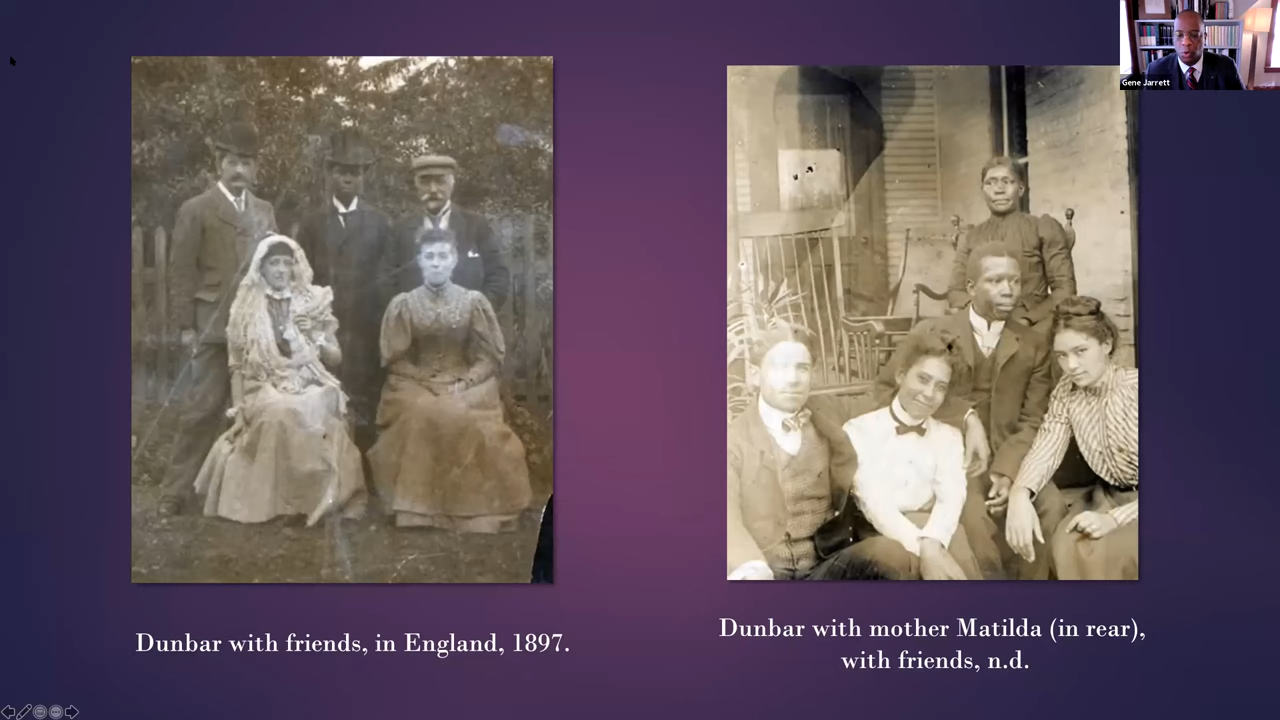 Gene Jarrett
Dunbar with friends, in England, 1897.
Dunbar with mother Matilda (in rear),
with friends, n.d.